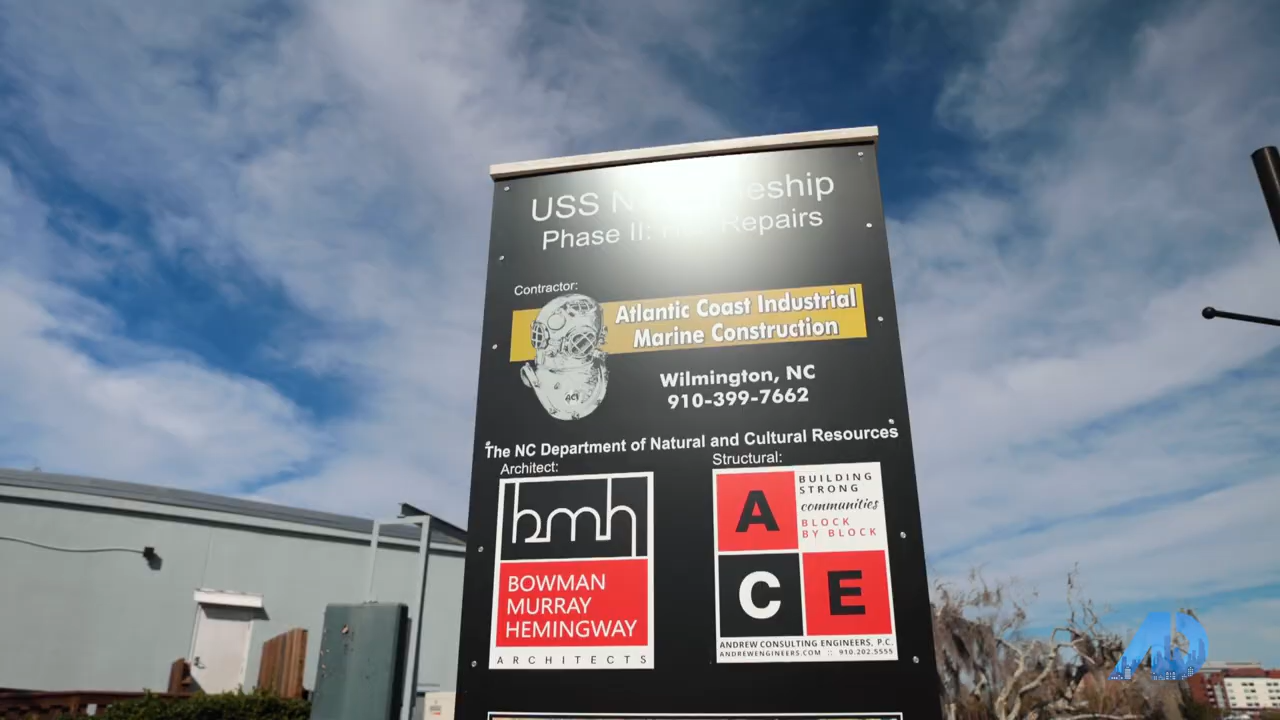 USS N eship
Phase II: Repairs
Contractor:
Atlantic Coast Industrial
Marine Construction
ACI
Wilmington, NC
910-399-7662
The NC Department of Natural and Cultural Resources
Architect:
Structural:
bmh
BOWMAN
MURRAY
HEMINGWAY
ARCHITECTS
A
BUILDING
STRONG
communities
BLOCK
BY BLOCK
C E
ANDREW CONSULTING ENGINEERS, P.C.
ANDREWENGINEERS.COM :: 910.202.5555